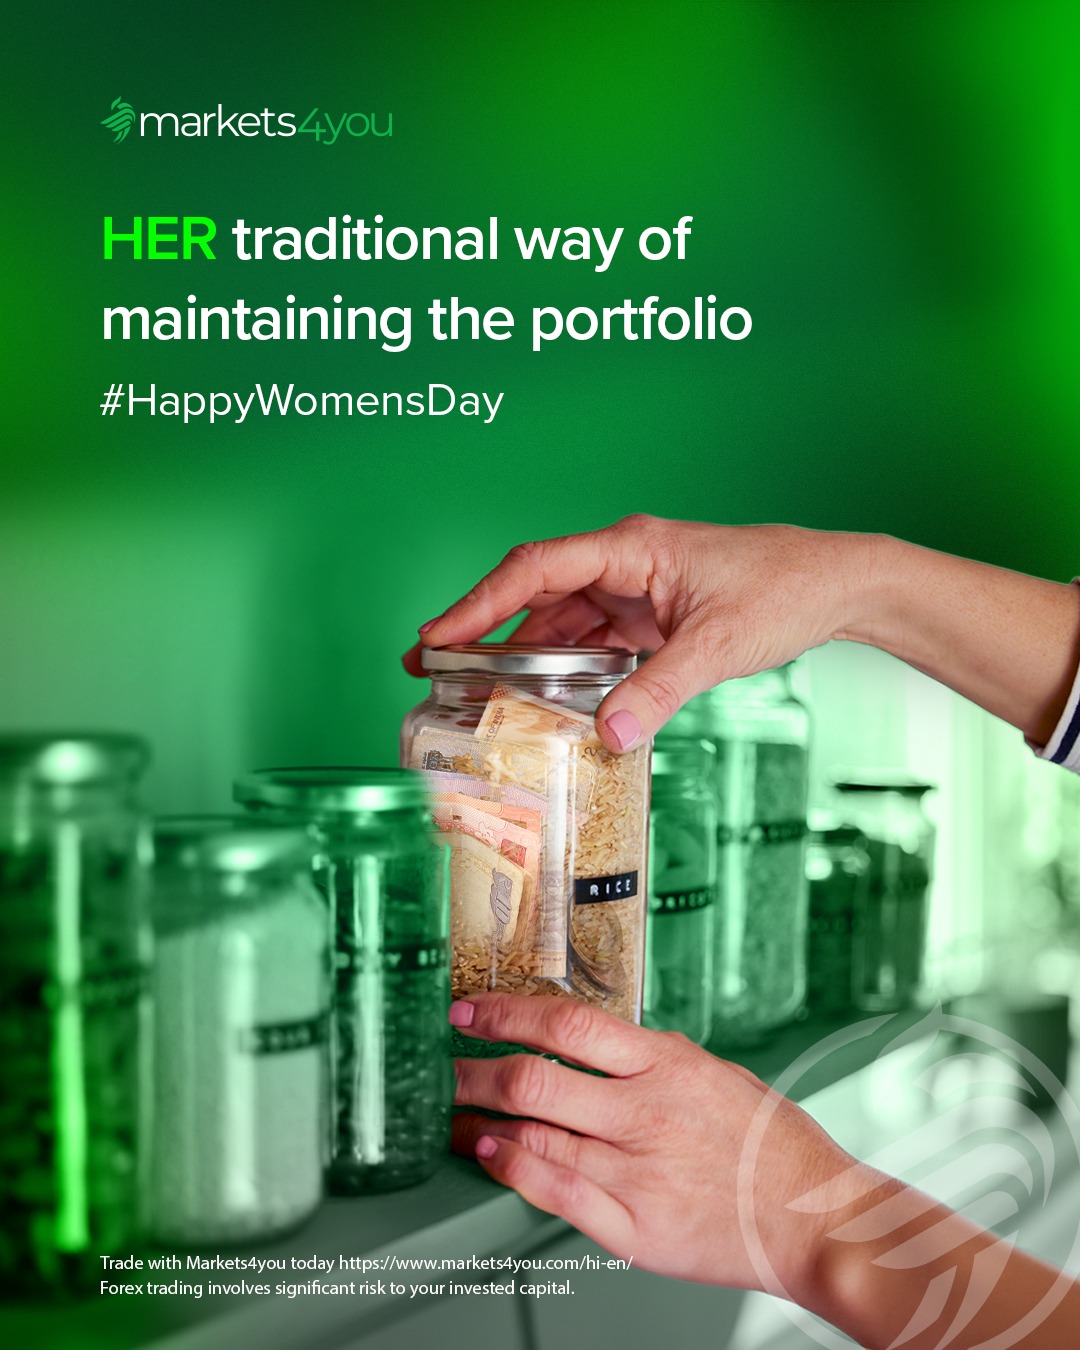 markets4you
HER traditional way of
maintaining the portfolio
#HappyWomensDay
RICE
Trade with Markets4you today https://www.markets4you.com/hi-en/
Forex trading involves significant risk to your invested capital.